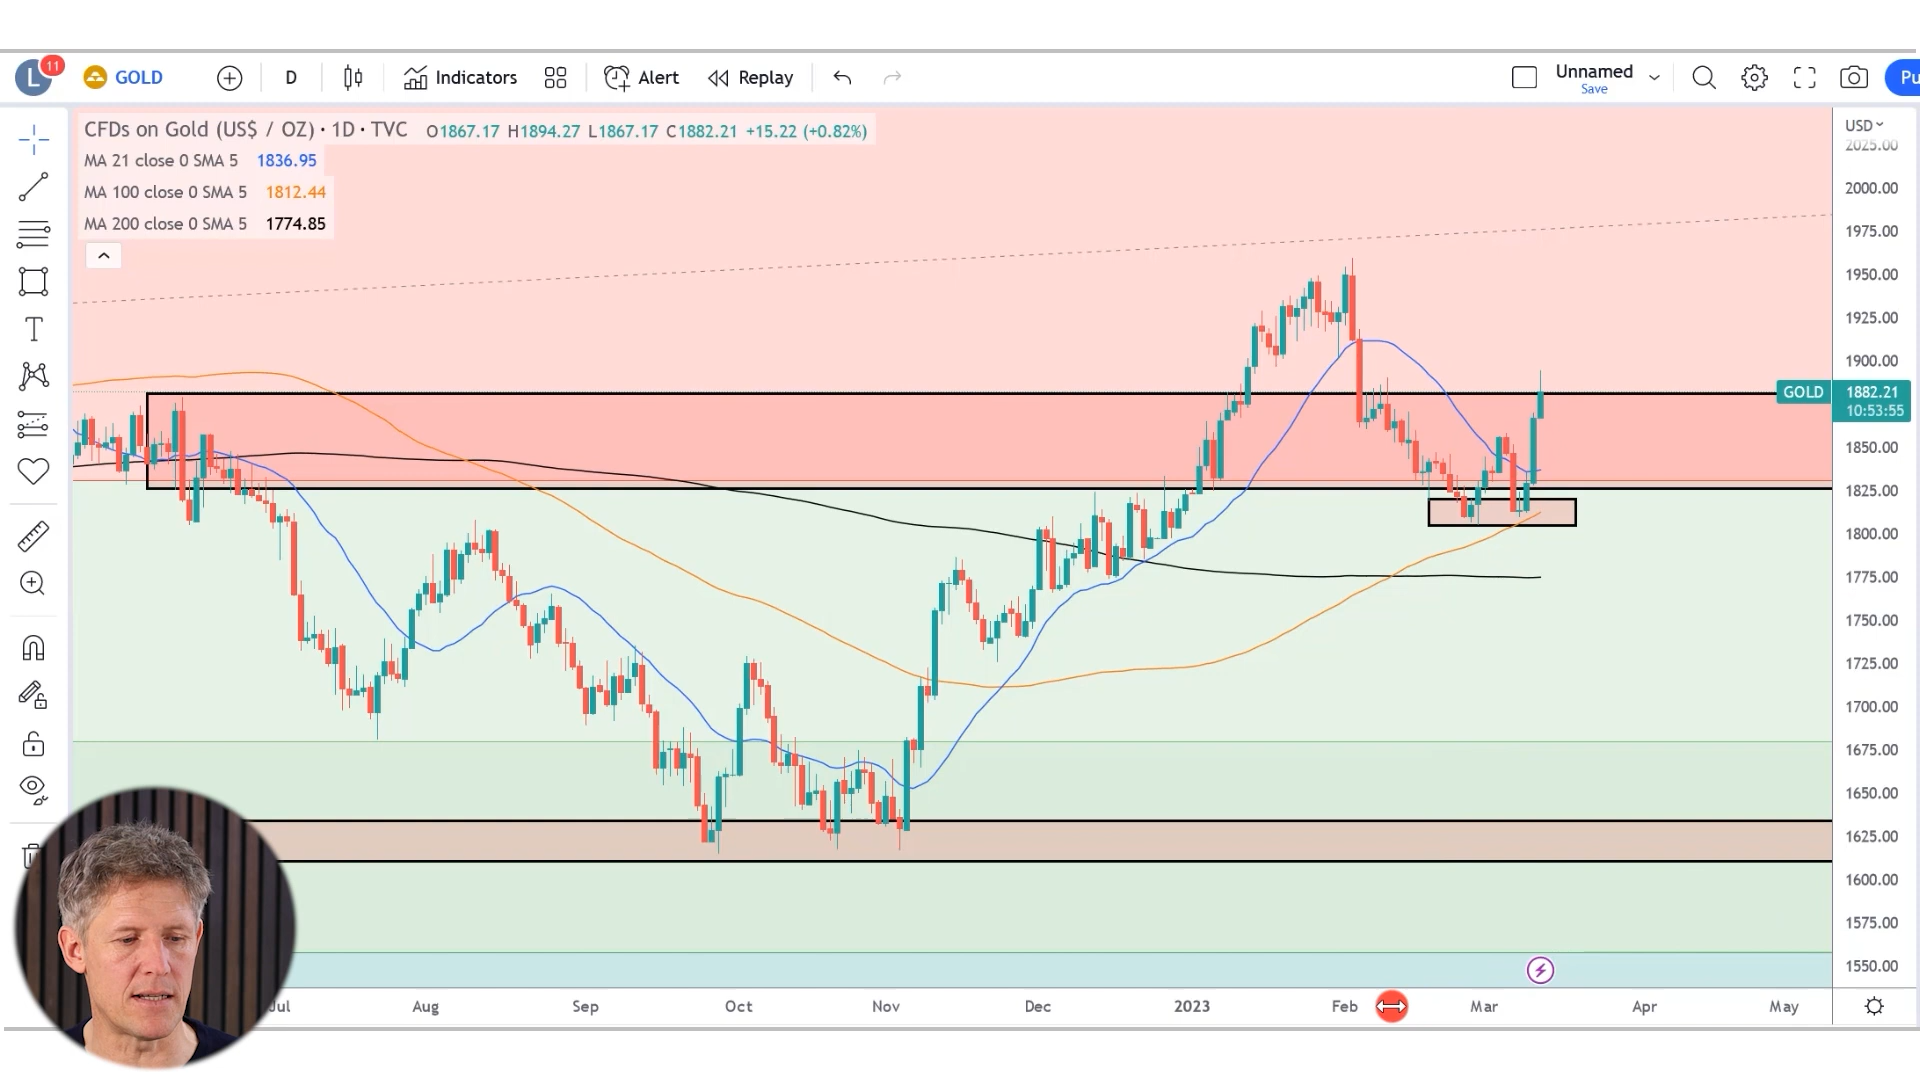 L 11 GOLD D Indicators Alert Replay Unnamed Save Pu
CFDs on Gold (US$ / OZ) · 1D · TVC O1867.17 H1894.27 L1867.17 C1882.21 +15.22 (+0.82%)
MA 21 close 0 SMA 5 1836.95
MA 100 close 0 SMA 5 1812.44
MA 200 close 0 SMA 5 1774.85
USD
2025.00
2000.00
1975.00
1950.00
1925.00
1900.00
GOLD 1882.21
10:53:55
1850.00
1825.00
1800.00
1775.00
1750.00
1725.00
1700.00
1675.00
1650.00
1625.00
1600.00
1575.00
1550.00
Jul Aug Sep Oct Nov Dec 2023 Feb Mar Apr May